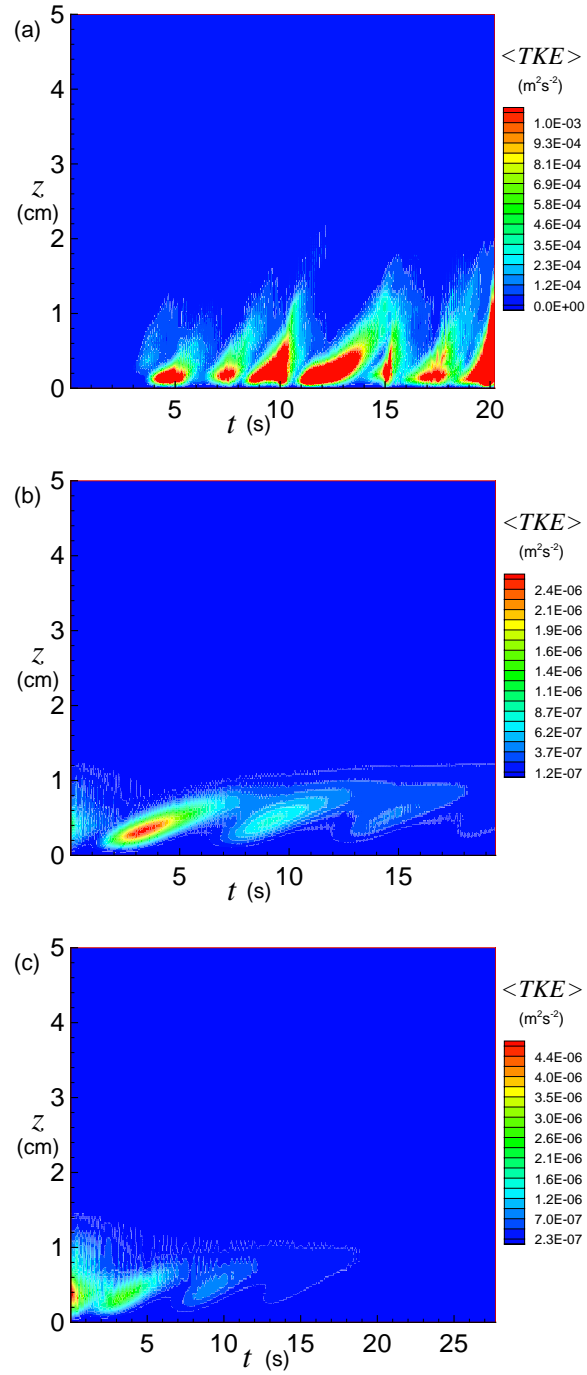 (a)
5
4
3
z
(cm)
2
1
0
5
10
15
20
t (s)
<TKE>
(m²s⁻²)
1.0E-03
9.3E-04
8.1E-04
6.9E-04
5.8E-04
4.6E-04
3.5E-04
2.3E-04
1.2E-04
0.0E+00
(b)
5
4
3
z
(cm)
2
1
0
5
10
15
t (s)
<TKE>
(m²s⁻²)
2.4E-06
2.1E-06
1.9E-06
1.6E-06
1.4E-06
1.1E-06
8.7E-07
6.2E-07
3.7E-07
1.2E-07
(c)
5
4
3
z
(cm)
2
1
0
5
10
15
20
25
t (s)
<TKE>
(m²s⁻²)
4.4E-06
4.0E-06
3.5E-06
3.0E-06
2.6E-06
2.1E-06
1.6E-06
1.2E-06
7.0E-07
2.3E-07